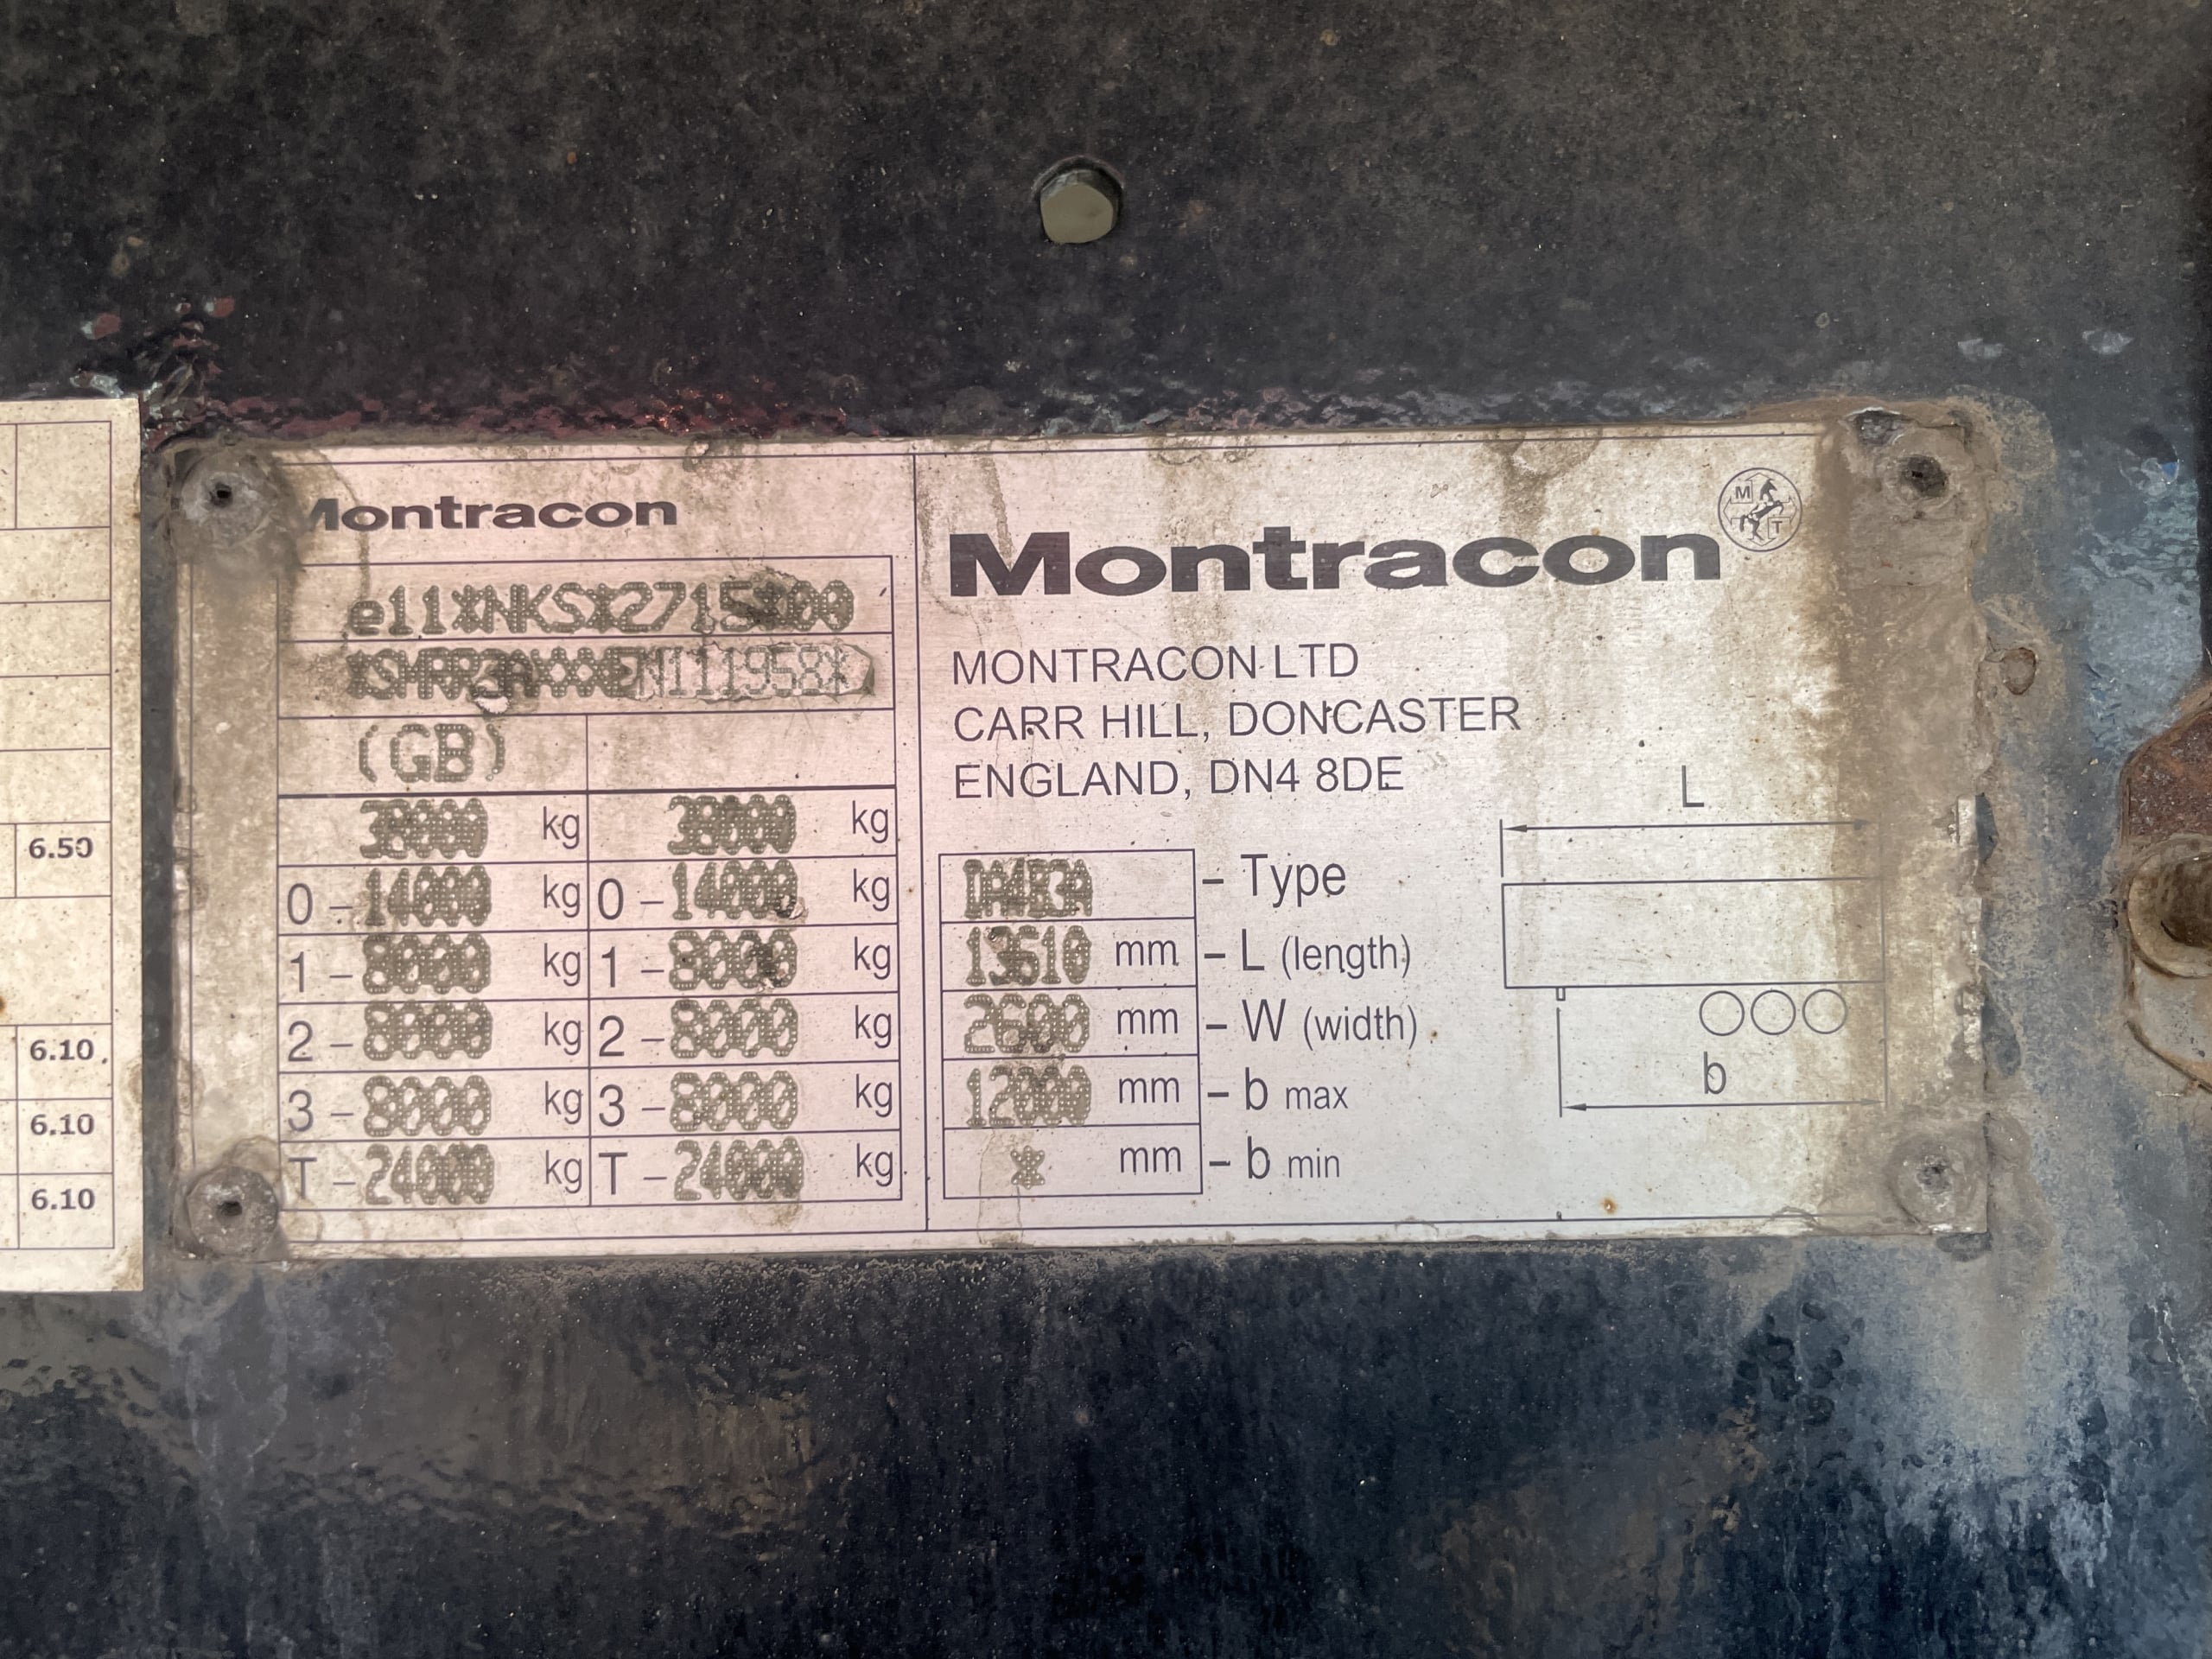 6.50
6.10
6.10
6.10
Montracon
e11*NKS*2715*00
(GB)
38000 kg 38000 kg
0-14000 kg 0-14000 kg
1-8000 kg 1-8000 kg
2-8000 kg 2-8000 kg
3-8000 kg 3-8000 kg
T-24000 kg T-24000 kg
Montracon
M T
MONTRACON LTD
CARR HILL, DONCASTER
ENGLAND, DN4 8DE
DA4B3A - Type
13610 mm - L (length)
2600 mm - W (width)
12000 mm - b max
* mm - b min
L
b